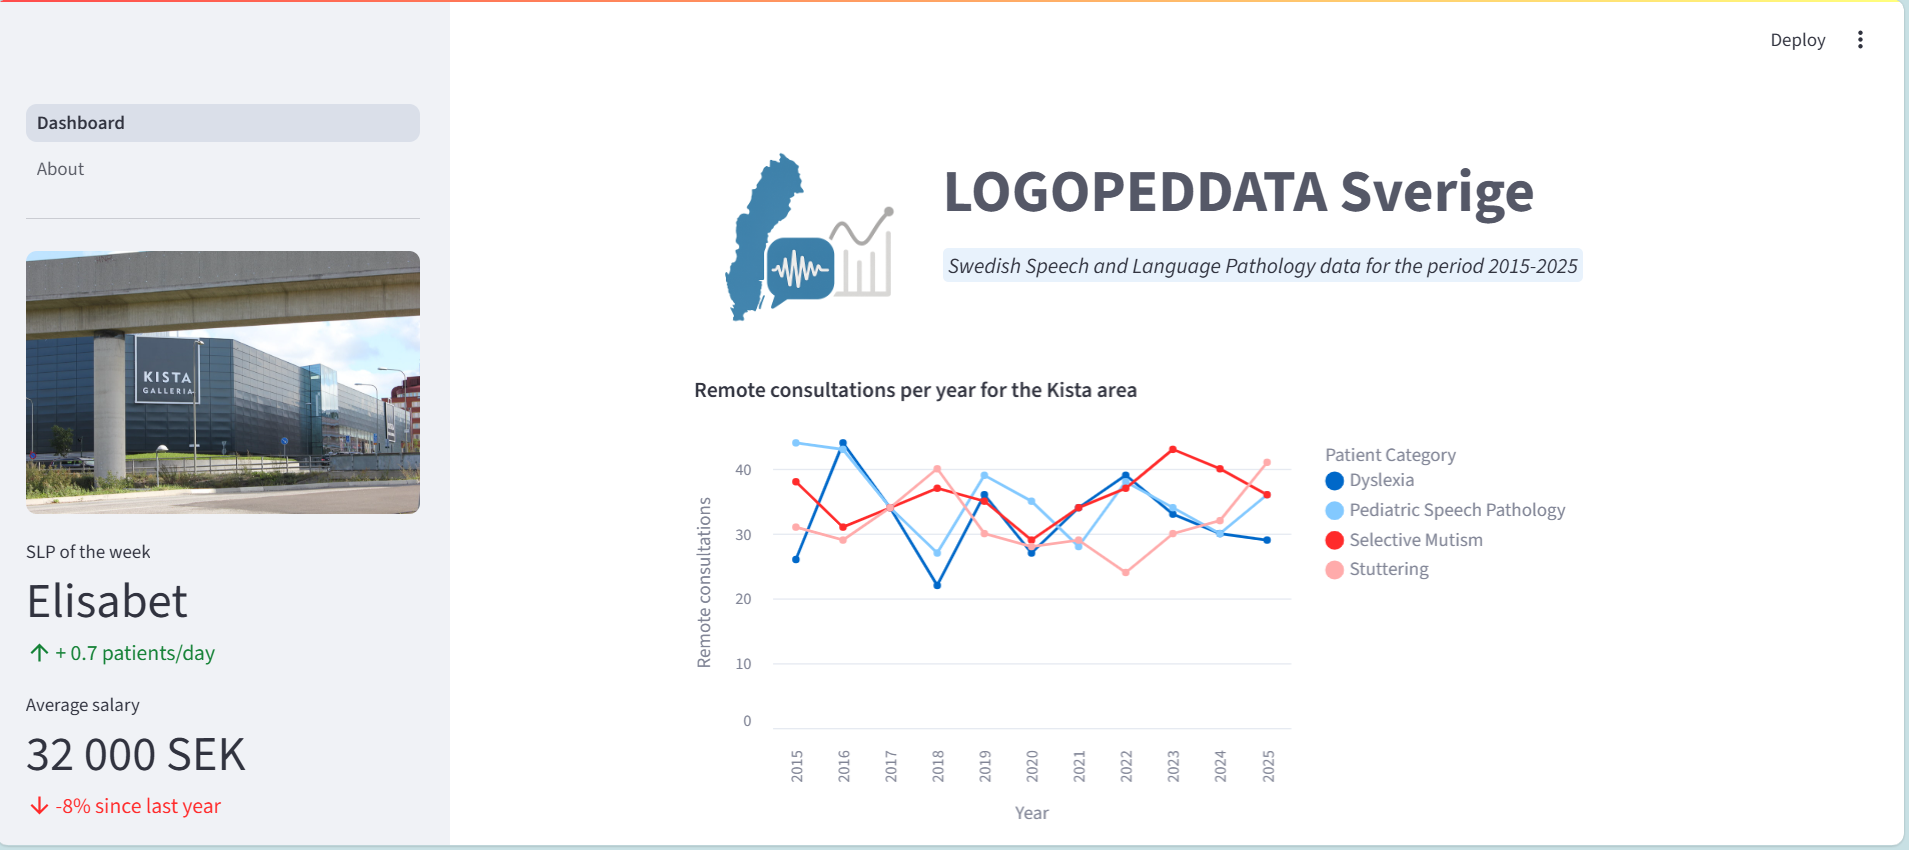 Deploy
Dashboard
About
KISTA
GALLERIA
SLP of the week
Elisabet
+ 0.7 patients/day
Average salary
32 000 SEK
-8% since last year
LOGOPEDDATA Sverige
Swedish Speech and Language Pathology data for the period 2015-2025
Remote consultations per year for the Kista area
Remote consultations
40
30
20
10
0
2015
2016
2017
2018
2019
2020
2021
2022
2023
2024
2025
Year
Patient Category
Dyslexia
Pediatric Speech Pathology
Selective Mutism
Stuttering